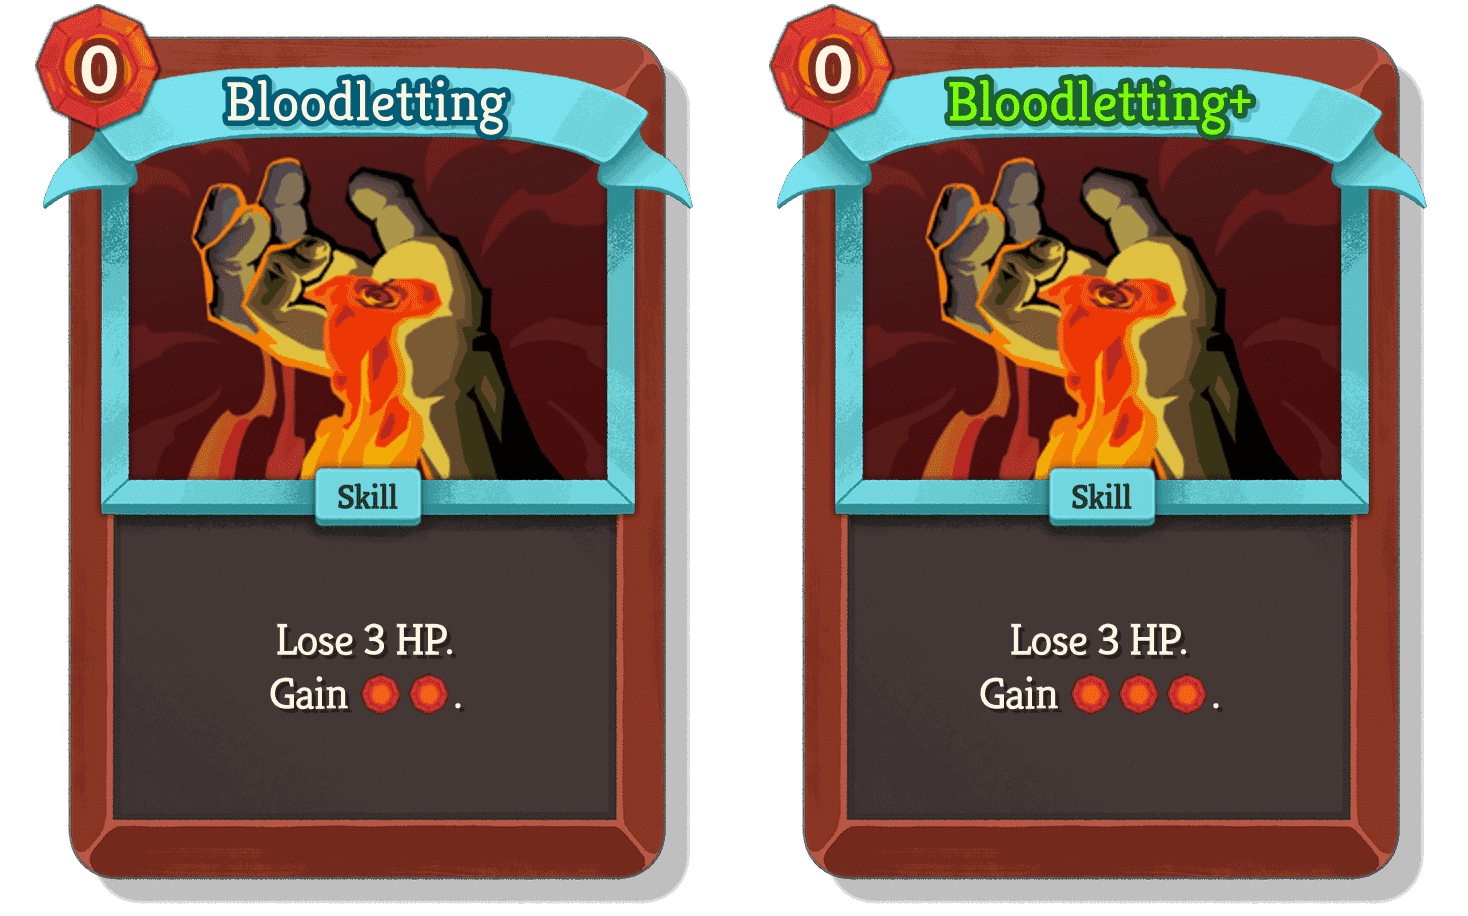 0
Bloodletting
Skill
Lose 3 HP.
Gain .
0
Bloodletting+
Skill
Lose 3 HP.
Gain .